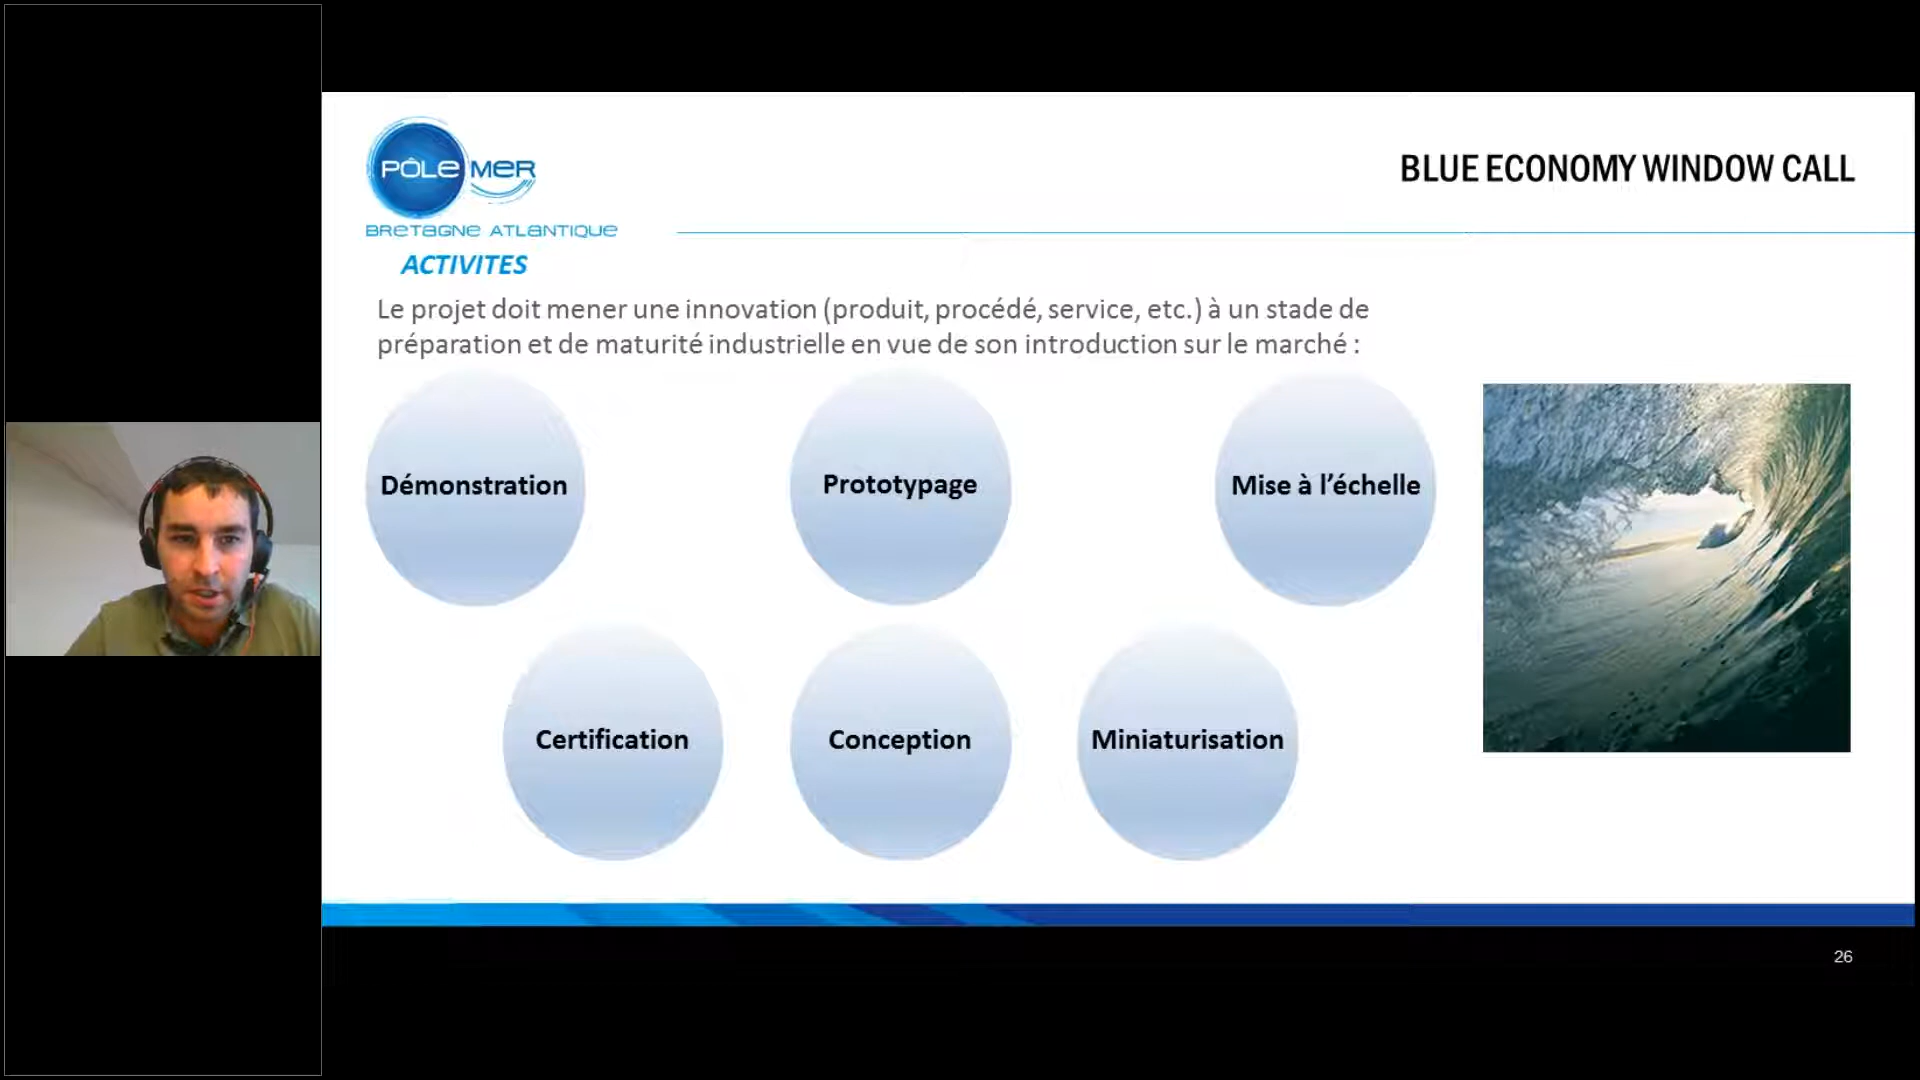 PÔLE MER
BRETAGNE ATLANTIQUE
BLUE ECONOMY WINDOW CALL
ACTIVITES
Le projet doit mener une innovation (produit, procédé, service, etc.) à un stade de
préparation et de maturité industrielle en vue de son introduction sur le marché :
Démonstration
Prototypage
Mise à l’échelle
Certification
Conception
Miniaturisation
26